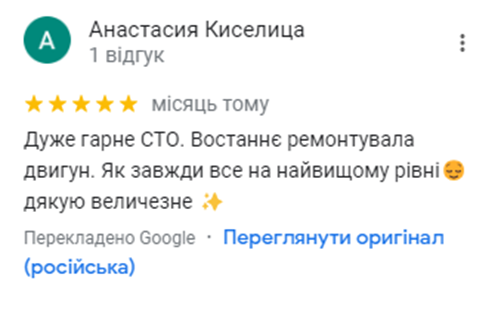 А
Анастасия Киселица
1 відгук
місяць тому
Дуже гарне СТО. Востаннє ремонтувала
двигун. Як завжди все на найвищому рівні😌
дякую величезне ✨
Перекладено Google · Переглянути оригінал
(російська)